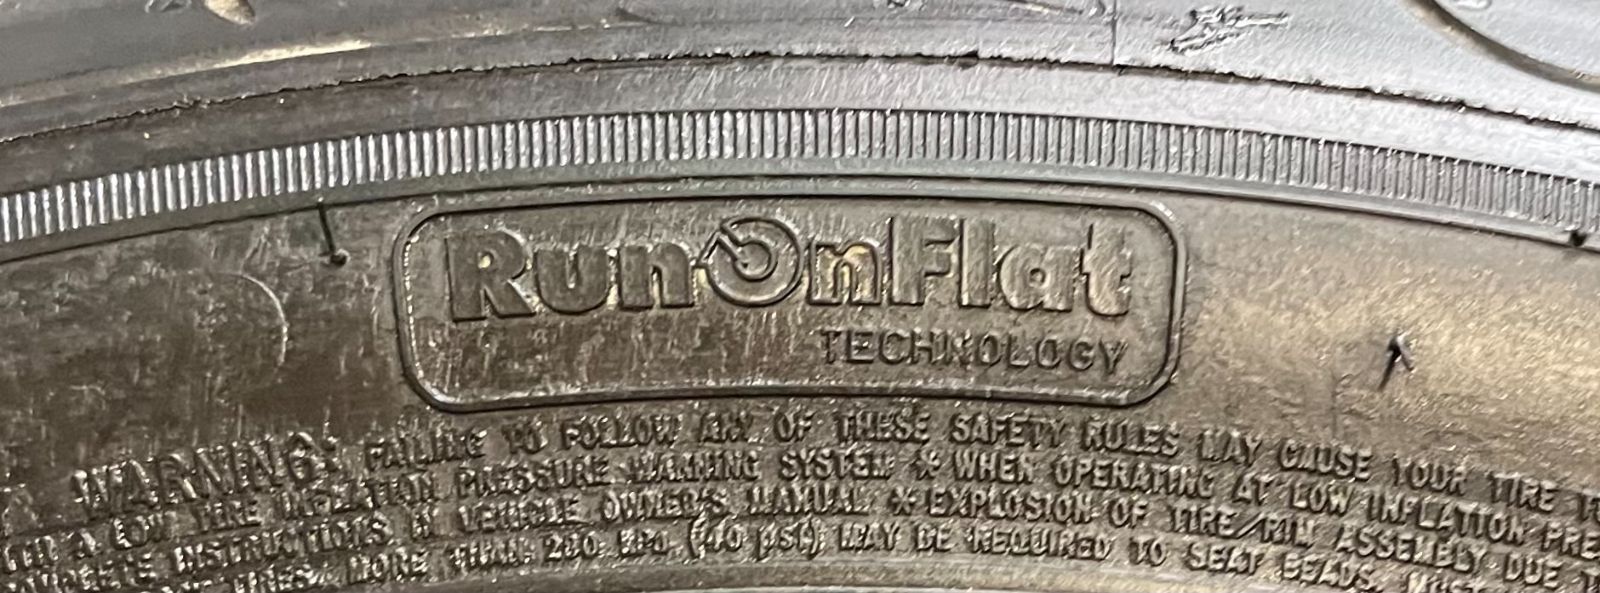 RunOnFlat
TECHNOLOGY
WARNING: FAILING TO FOLLOW ANY OF THESE SAFETY RULES MAY CAUSE YOUR TIRE
A LOW TIRE INFLATION PRESSURE WARNING SYSTEM * WHEN OPERATING AT LOW INFLATION PRE
INSTRUCTIONS IN VEHICLE OWNER'S MANUAL * EXPLOSION OF TIRE/RIM ASSEMBLY DUE
MORE THAN (40 psi) MAY BE REQUIRED TO SEAT BEADS.